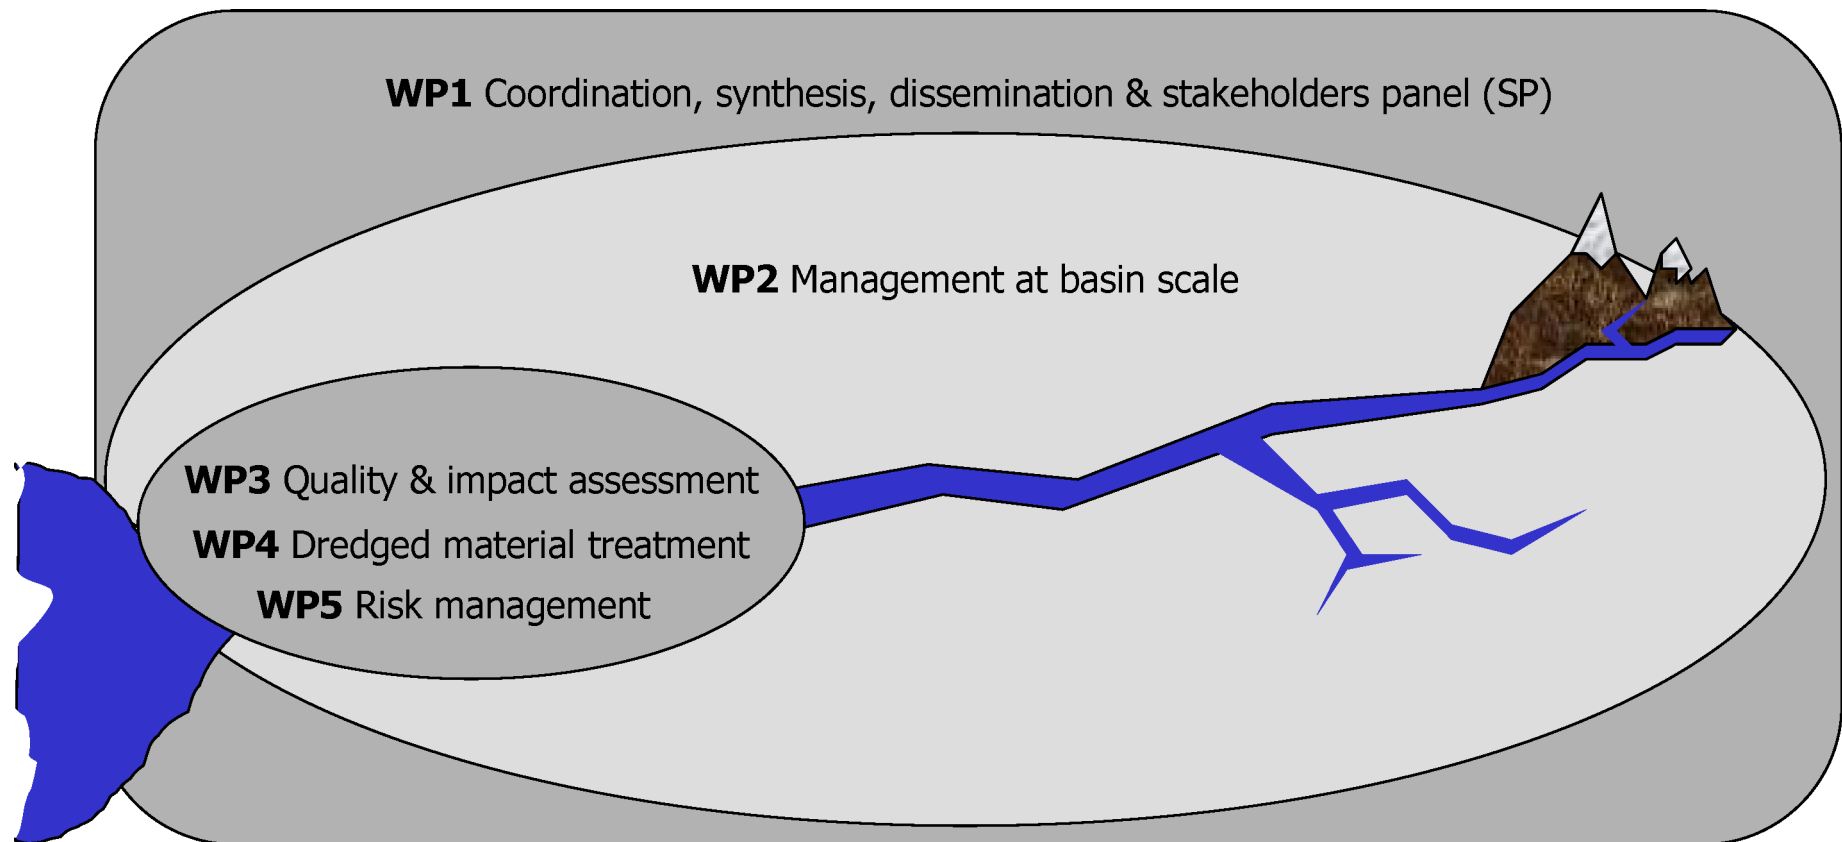 WP1 Coordination, synthesis, dissemination & stakeholders panel (SP)
WP2 Management at basin scale
WP3 Quality & impact assessment
WP4 Dredged material treatment
WP5 Risk management